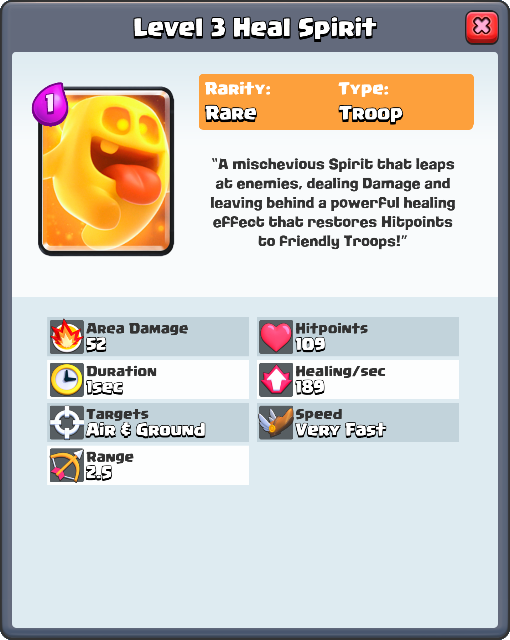 Level 3 Heal Spirit
1
Rarity: Type:
Rare Troop
"A mischevious Spirit that leaps
at enemies, dealing Damage and
leaving behind a powerful healing
effect that restores Hitpoints
to friendly Troops!"
Area Damage Hitpoints
52 109
Duration Healing/sec
1sec 189
Targets Speed
Air & Ground Very Fast
Range
2.5